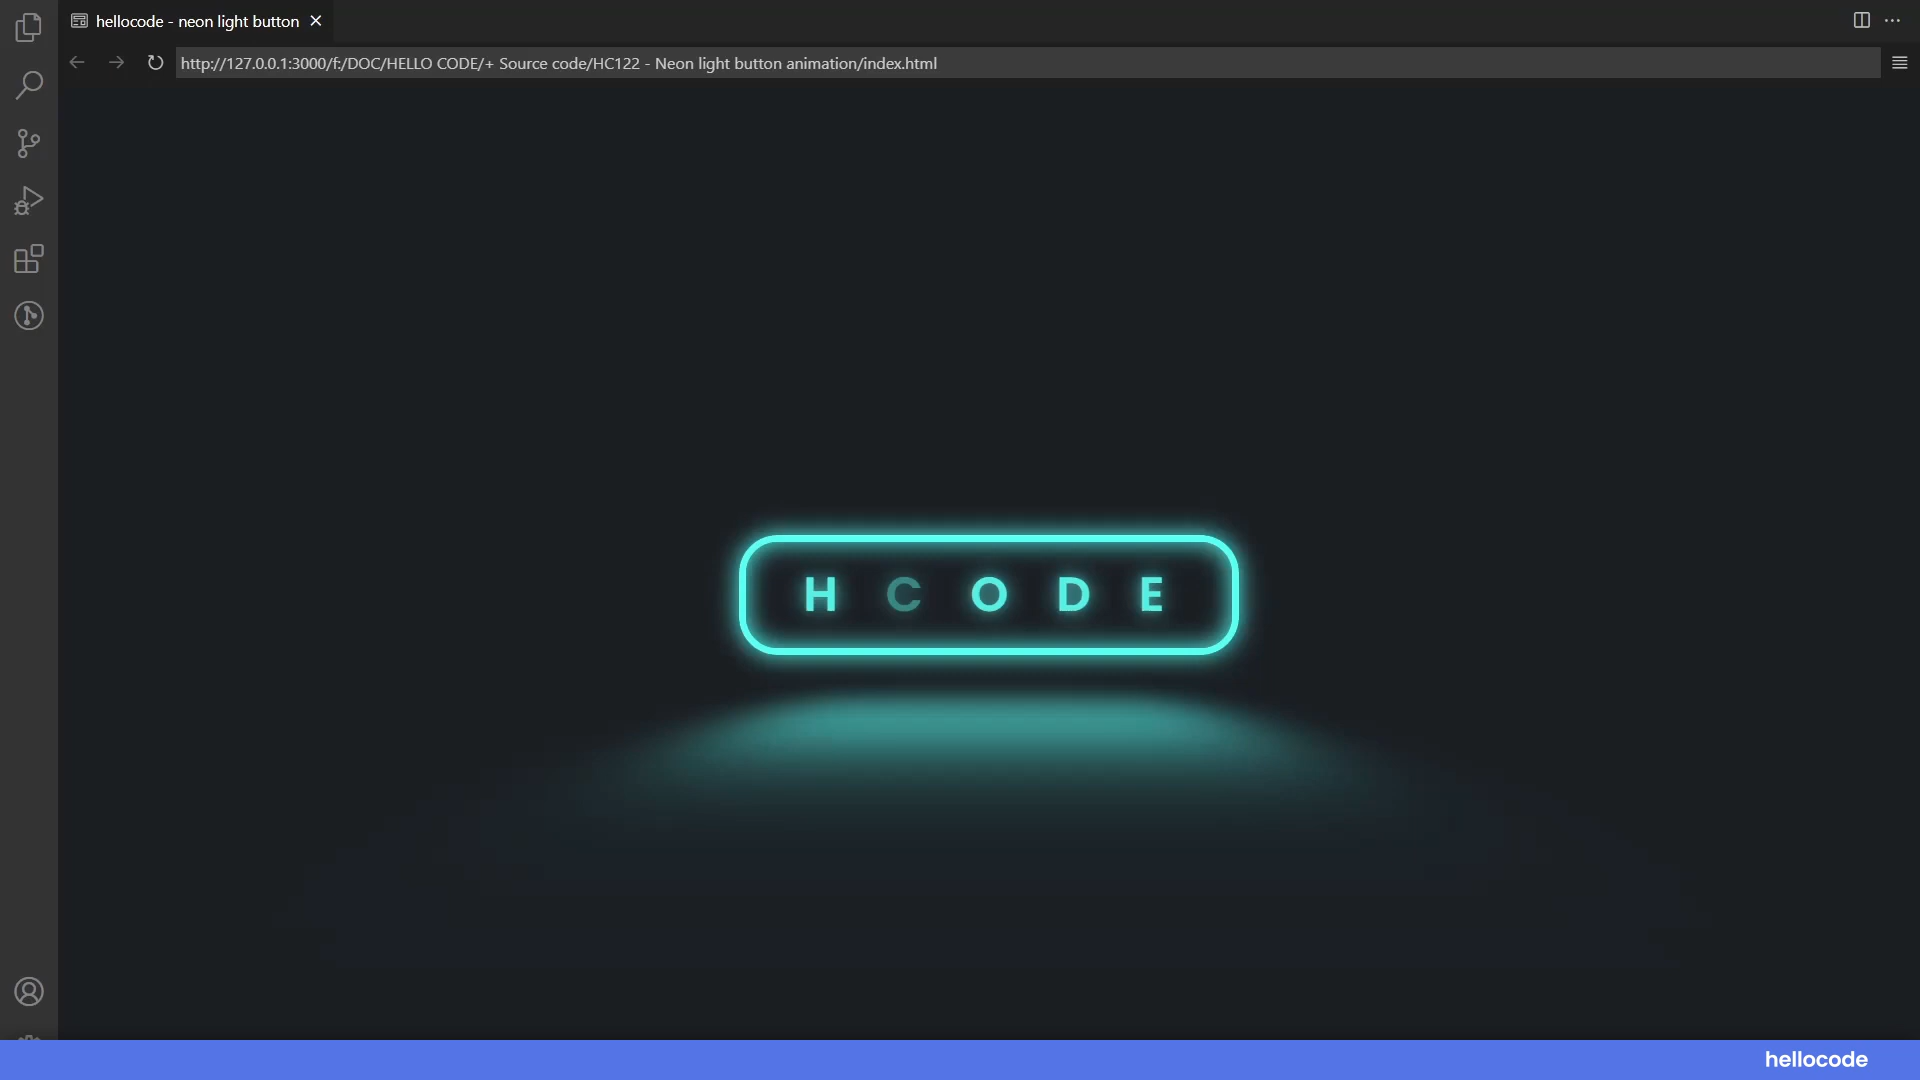 hellocode - neon light button
http://127.0.0.1:3000/f:/DOC/HELLO CODE/+ Source code/HC122 - Neon light button animation/index.html
H C O D E
hellocode